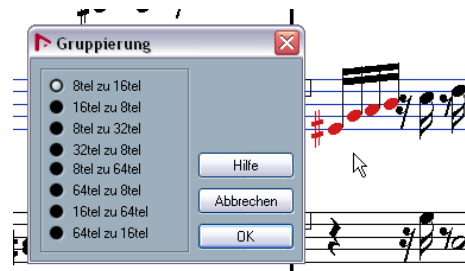 Gruppierung
8tel zu 16tel
16tel zu 8tel
8tel zu 32tel
32tel zu 8tel
8tel zu 64tel
64tel zu 8tel
16tel zu 64tel
64tel zu 16tel
Hilfe
Abbrechen
OK